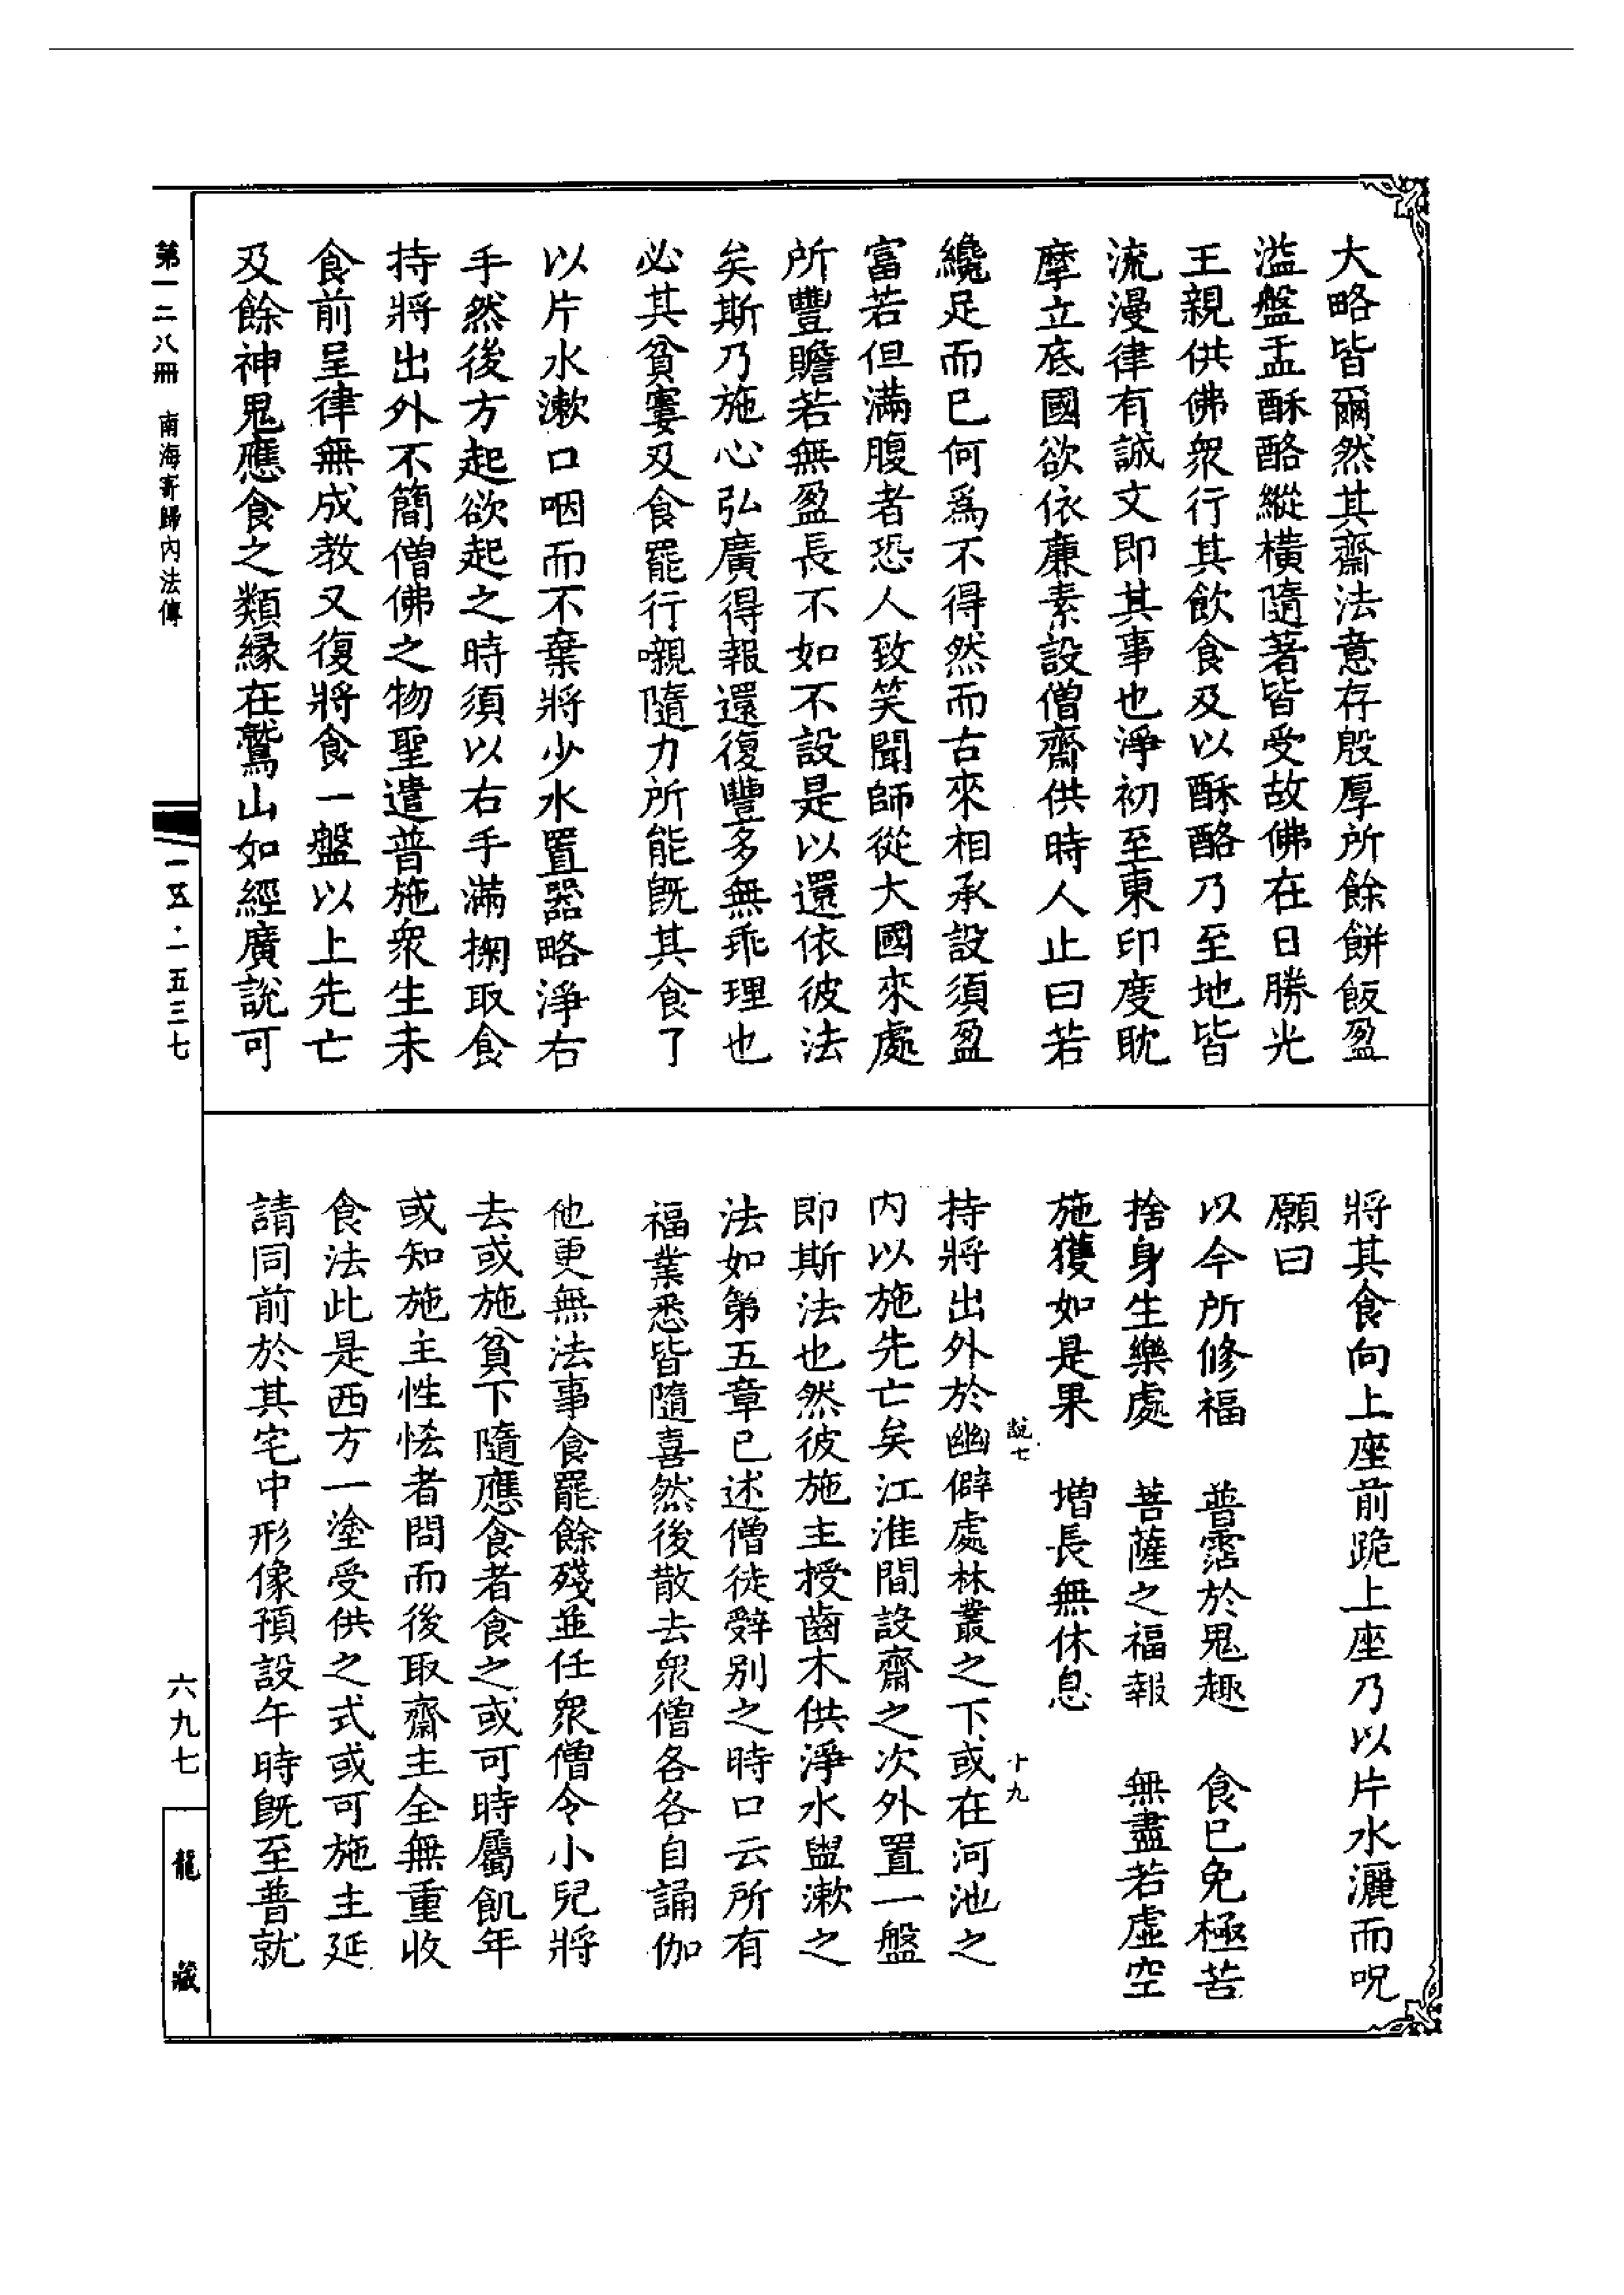 大略皆爾然其齋法意存殷厚所餘餅飯盈
溢盤盂酥酪縱橫隨著皆受故佛在日勝光
王親供佛衆行其飲食及以酥酪乃至地皆
流漫律有誠文即其事也淨初至東印度耽
摩立底國欲依廉素設僧齋供時人止曰若
纔足而已何爲不得然而古來相承設須盈
富若但滿腹者恐人致笑聞師從大國來處
所豐贍若無盈長不如不設是以還依彼法
矣斯乃施心弘廣得報還復豐多無乖理也
必其貧窶及食罷行嚫隨力所能旣其食了
以片水漱口咽而不棄將少水置器略淨右
手然後方起欲起之時須以右手滿掬取食
持將出外不簡僧佛之物聖遣普施衆生未
食前呈律無成教又復將食一盤以上先亡
及餘神鬼應食之類緣在鷲山如經廣說可
將其食向上座前跪上座乃以片水灑而呪
願曰
以今所修福　普霑於鬼趣　食已免極苦
捨身生樂處　菩薩之福報　無盡若虛空
施獲如是果　增長無休息
說七　十九
持將出外於幽僻處林叢之下或在河池之
內以施先亡矣江淮間設齋之次外置一盤
即斯法也然彼施主授齒木供淨水盥漱之
法如第五章已述僧徒辭別之時口云所有
福業悉皆隨喜然後散去衆僧各各自誦伽
他更無法事食罷餘殘並任衆僧令小兒將
去或施貧下隨應食者食之或可時屬飢年
或知施主性悋者問而後取齋主全無重收
食法此是西方一塗受供之式或可施主延
請同前於其宅中形像預設午時旣至普就
第一二八冊　南海寄歸內法傳
一五·一五三七
六九七
龍藏